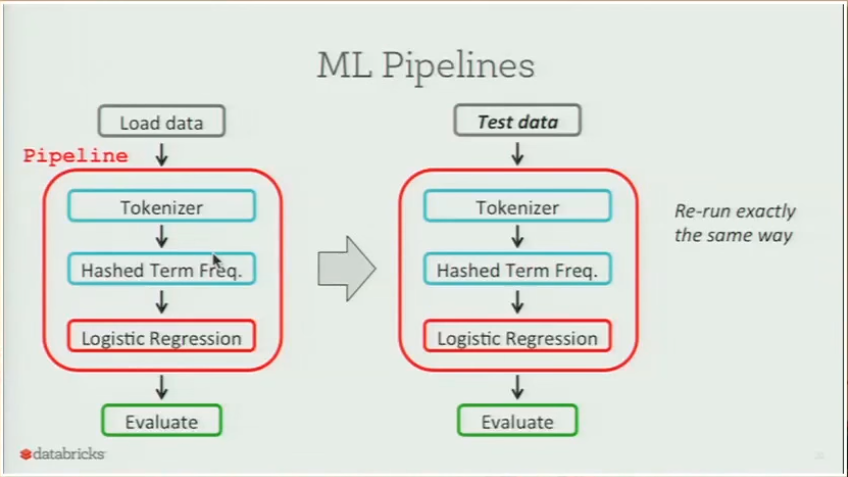 ML Pipelines
Load data
Pipeline
Tokenizer
Hashed Term Freq.
Logistic Regression
Evaluate
Test data
Tokenizer
Hashed Term Freq.
Logistic Regression
Evaluate
Re-run exactly
the same way
databricks